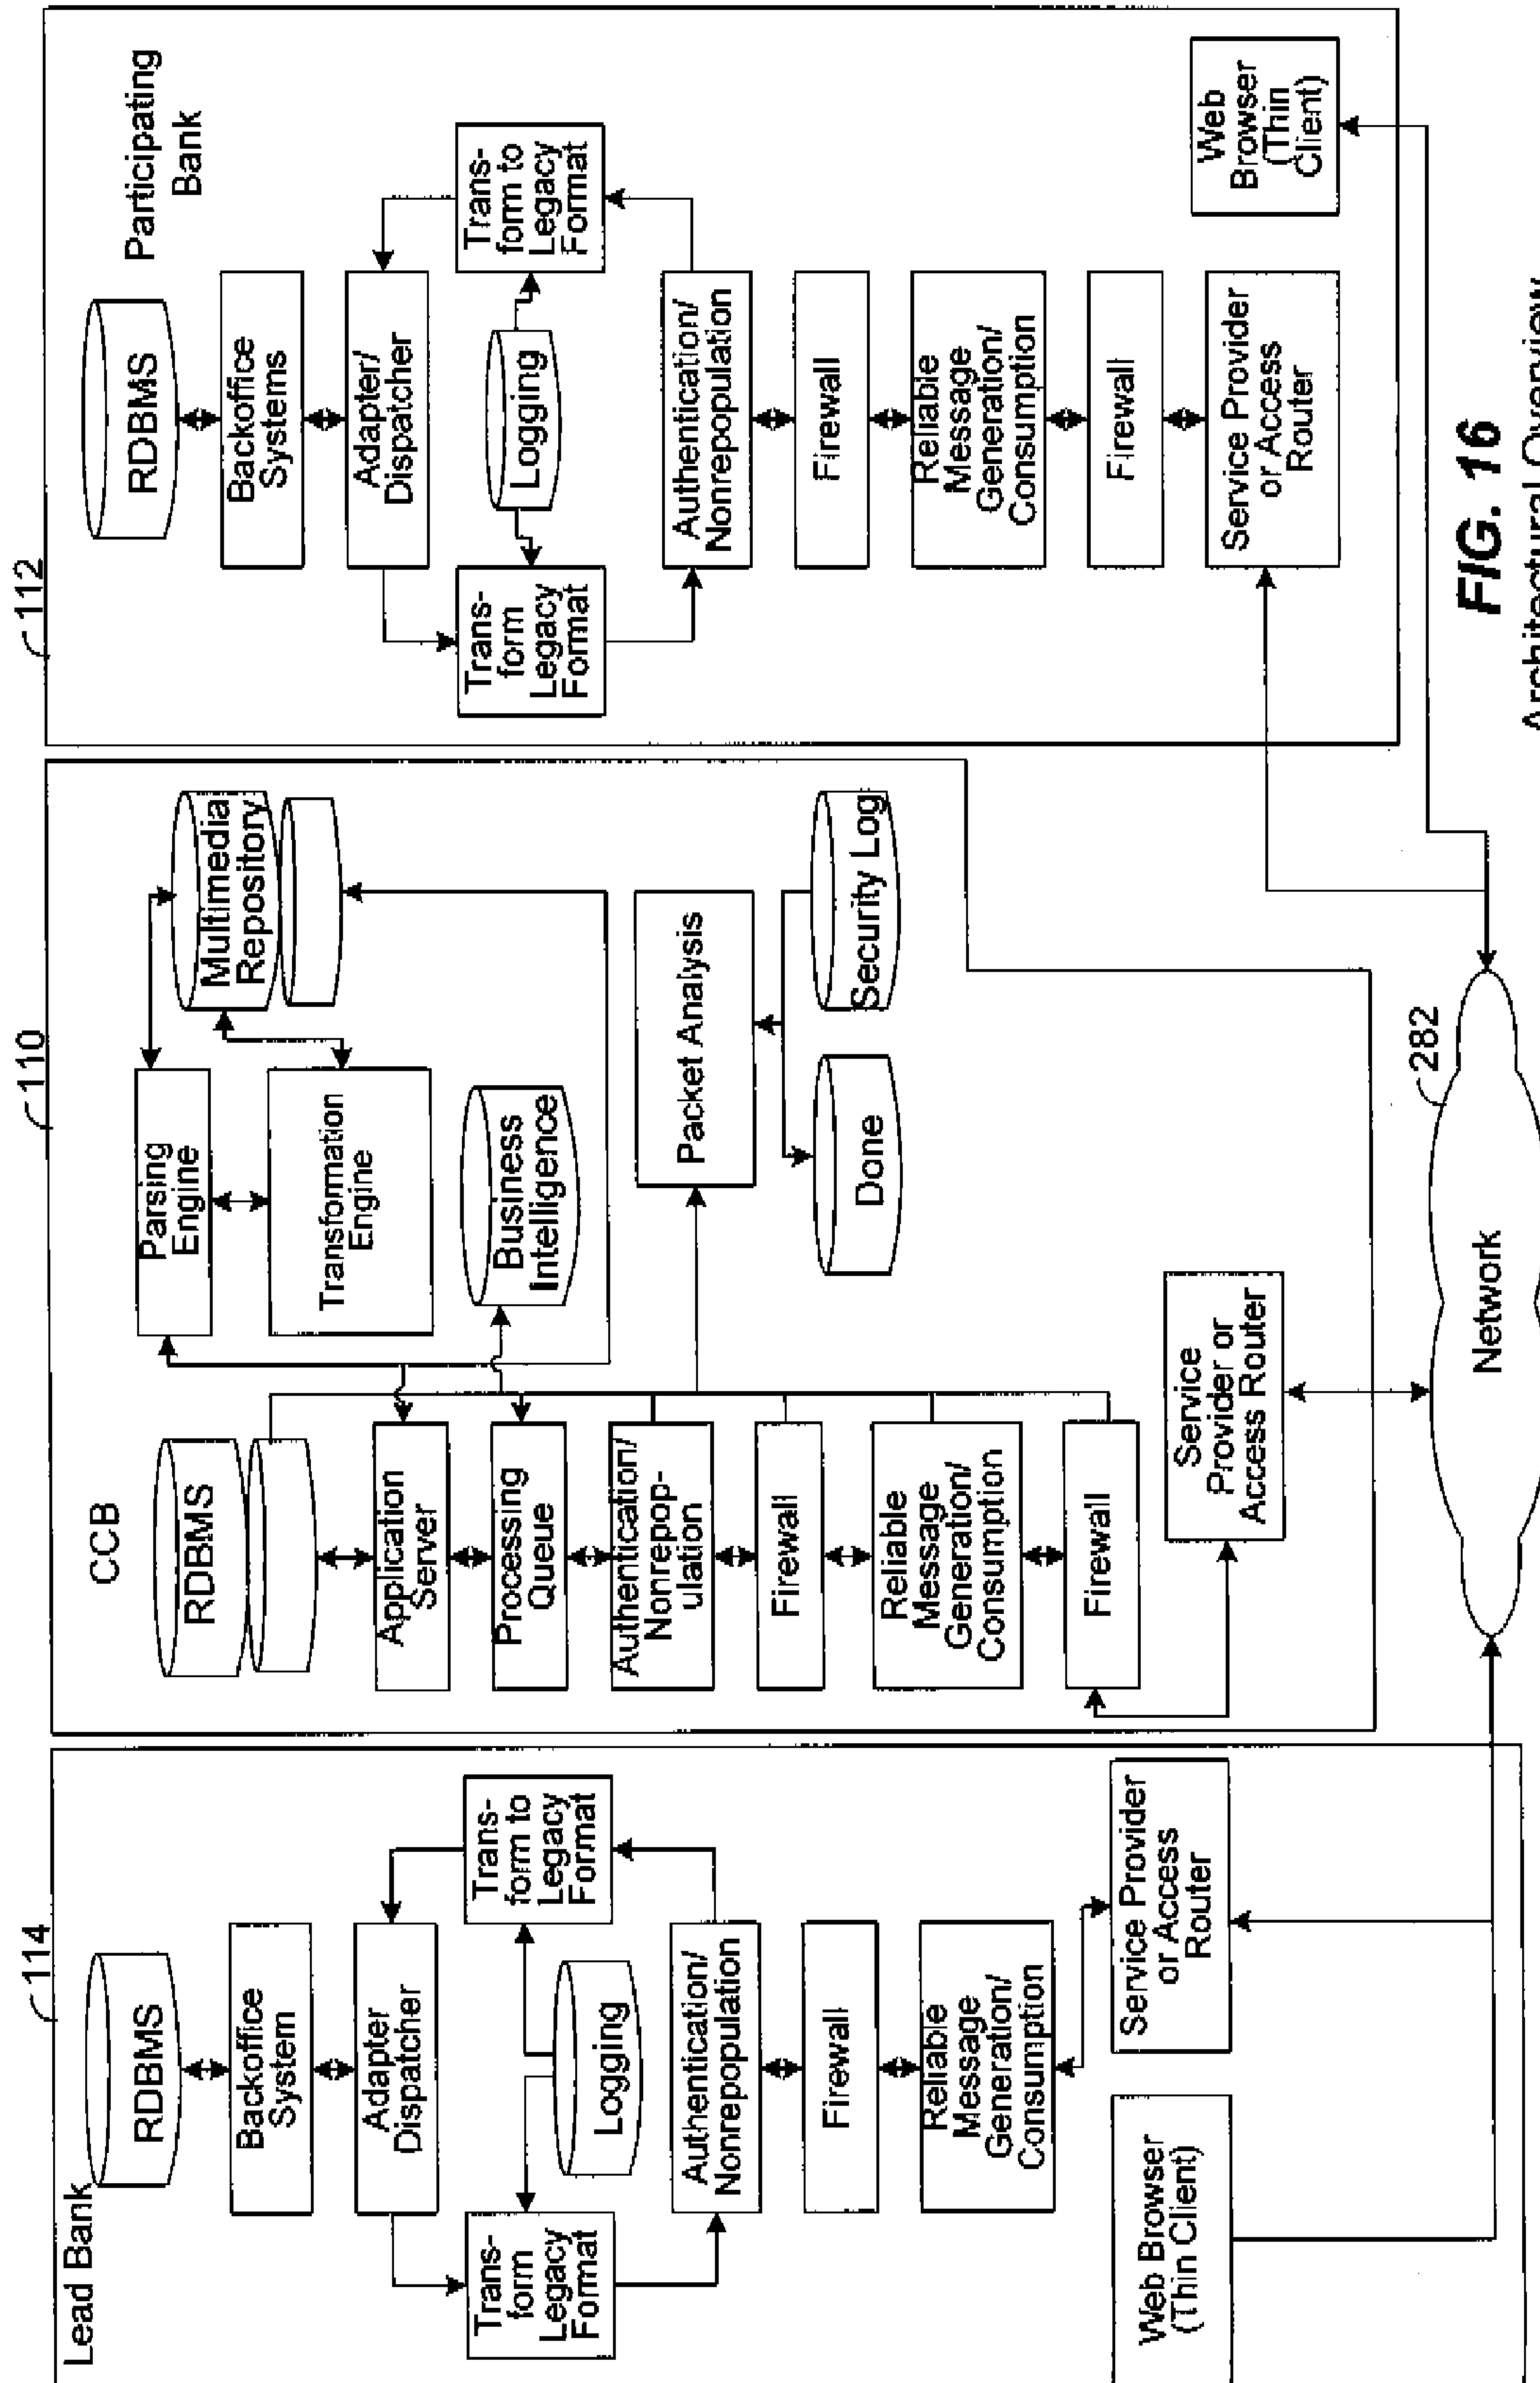 114
Lead Bank
RDBMS
Backoffice
System
Adapter
Dispatcher
Trans-
form
Legacy
Format
Trans-
form to
Legacy
Format
Logging
Authentication/
Nonrepopulation
Firewall
Reliable
Message
Generation/
Consumption
Web Browser
(Thin Client)
Service Provider
or Access
Router
110
CCB
RDBMS
Application
Server
Processing
Queue
Authentication/
Nonrepop-
ulation
Firewall
Reliable
Message
Generation/
Consumption
Firewall
Service
Provider or
Access Router
Parsing
Engine
Transformation
Engine
Multimedia
Repository
Business
Intelligence
Packet Analysis
Done
Security Log
112
Participating
Bank
RDBMS
Backoffice
Systems
Adapter/
Dispatcher
Trans-
form
Legacy
Format
Trans-
form to
Legacy
Format
Logging
Authentication/
Nonrepopulation
Firewall
Reliable
Message
Generation/
Consumption
Firewall
Service Provider
or Access
Router
Web
Browser
(Thin
Client)
Network
282
FIG. 16
Architectural Overview